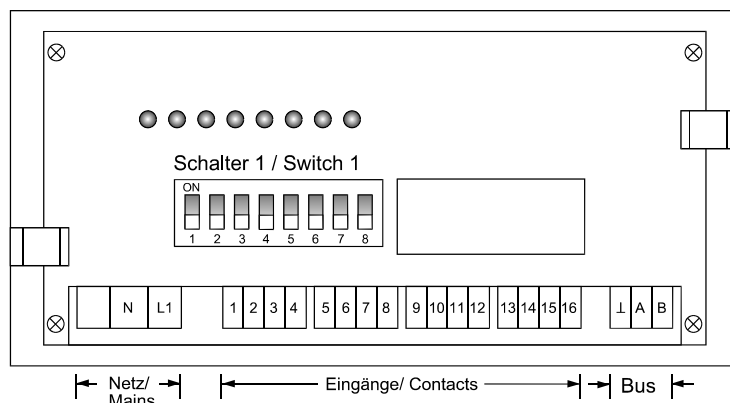 Schalter 1 / Switch 1
ON
1 2 3 4 5 6 7 8
N L1 1 2 3 4 5 6 7 8 9 10 11 12 13 14 15 16 ⊥ A B
Netz/ Eingänge/ Contacts Bus
Mains